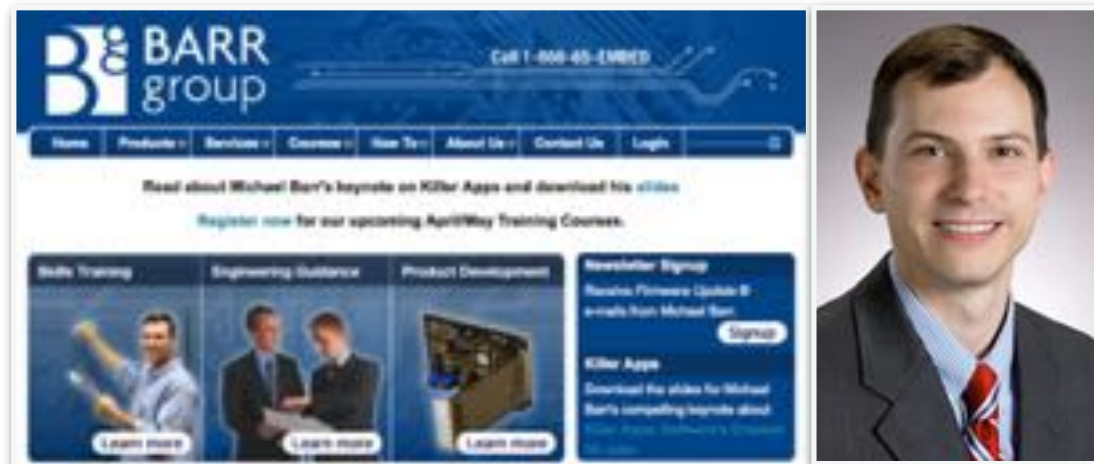 BARR
group
Call 1-866-65-EMBED
Home Products Services Courses How To About Us Contact Us Login
Read about Michael Barr's keynote on Killer Apps and download his slides
Register now for our upcoming April/May Training Courses.
Skills Training
Engineering Guidance
Product Development
Learn more
Learn more
Learn more
Newsletter Signup
Receive Firmware Update
e-mails from Michael Barr.
Signup
Killer Apps
Download the slides for Michael
Barr's compelling keynote about
Killer Apps: